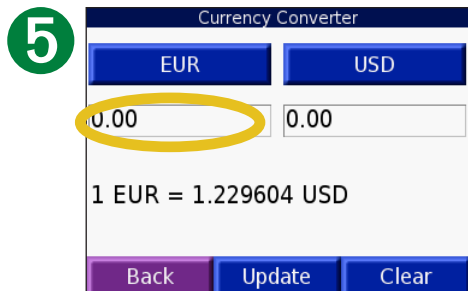 5
Currency Converter
EUR USD
0.00 0.00
1 EUR = 1.229604 USD
Back Update Clear